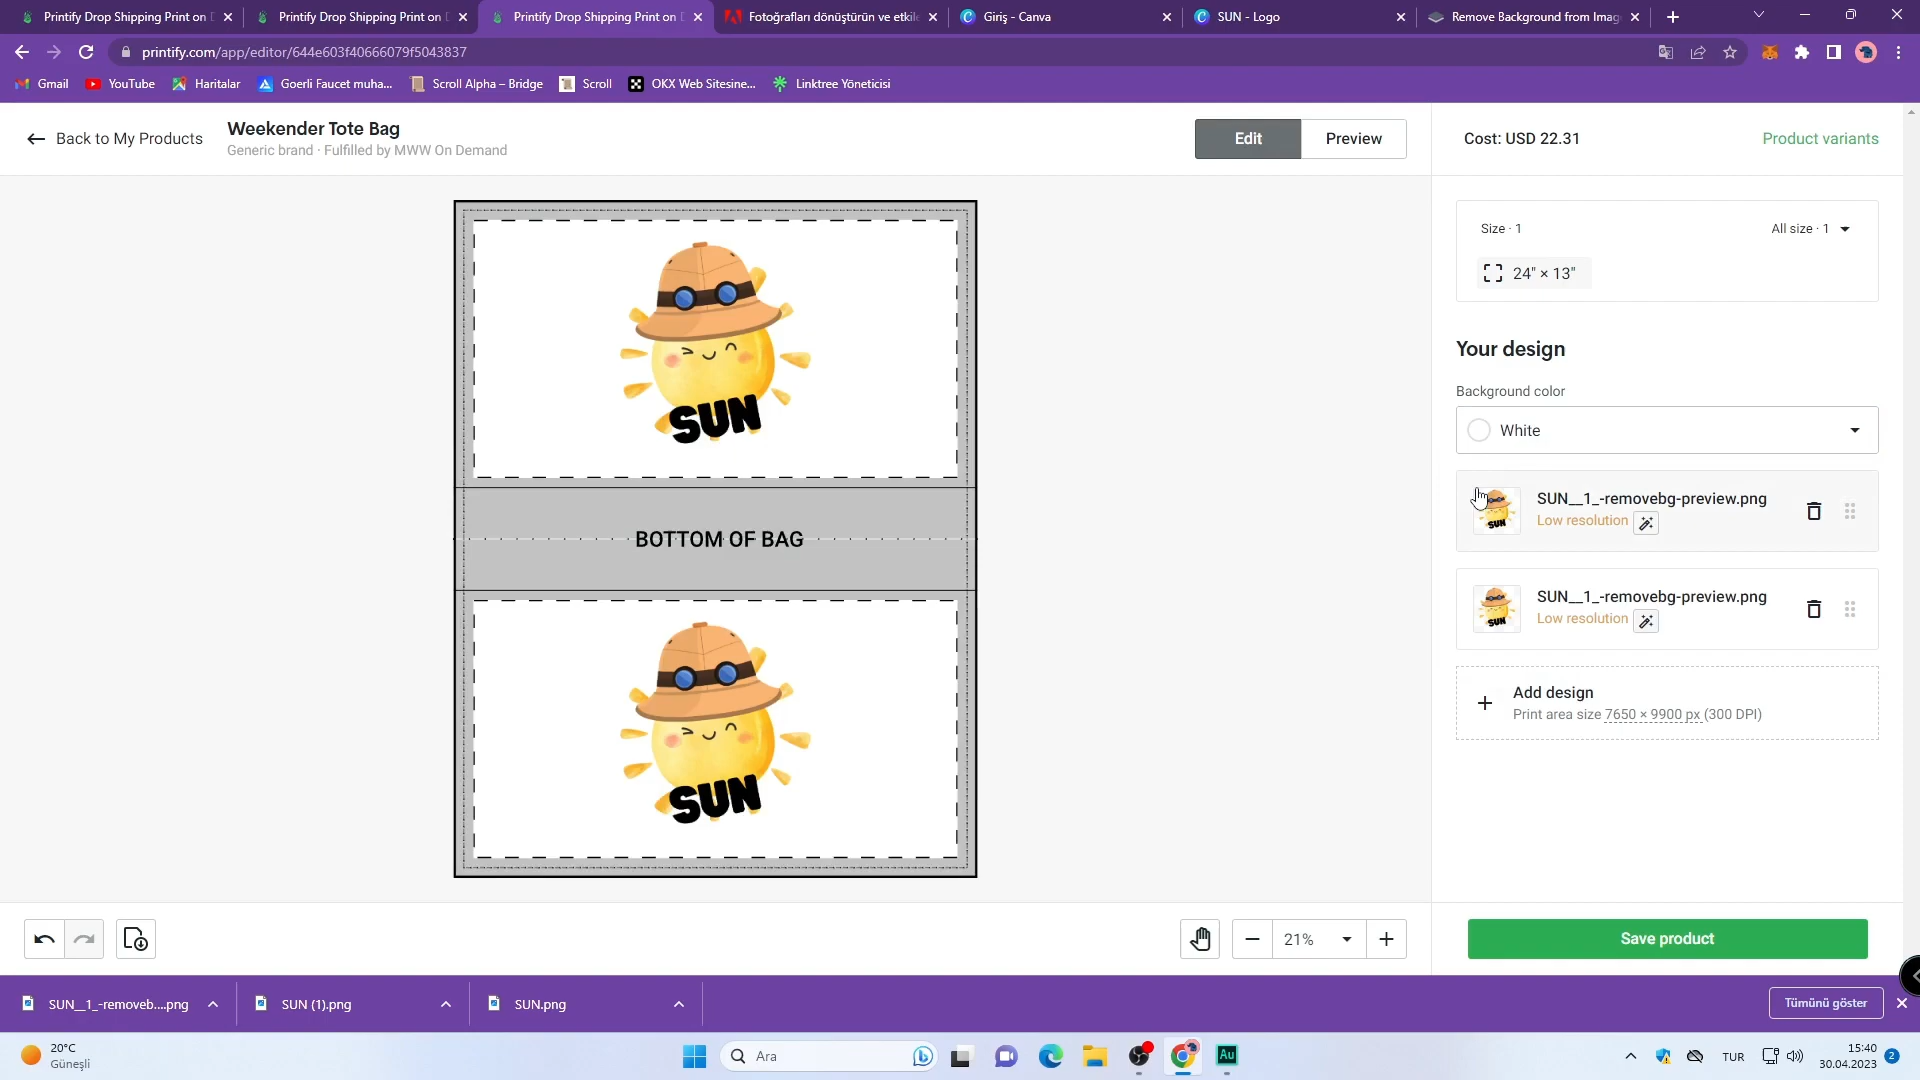 Printify Drop Shipping Print on D
Printify Drop Shipping Print on D
Printify Drop Shipping Print on D
Fotoğrafları dönüştürün ve etkile
Giriş - Canva
SUN - Logo
Remove Background from Imag
printify.com/app/editor/644e603f40666079f5043837
Gmail
YouTube
Haritalar
Goerli Faucet muha...
Scroll Alpha – Bridge
Scroll
OKX Web Sitesine...
Linktree Yöneticisi
Back to My Products
Weekender Tote Bag
Generic brand · Fulfilled by MWW On Demand
Edit
Preview
Cost: USD 22.31
Product variants
Size · 1
All size · 1
24" × 13"
Your design
Background color
White
SUN__1_-removebg-preview.png
Low resolution
SUN__1_-removebg-preview.png
Low resolution
Add design
Print area size 7650 × 9900 px (300 DPI)
SUN
BOTTOM OF BAG
SUN
SUN
SUN
21%
Save product
SUN__1_-removeb....png
SUN (1).png
SUN.png
Tümünü göster
20°C
Güneşli
Ara
Au
TUR
15:40
30.04.2023
2